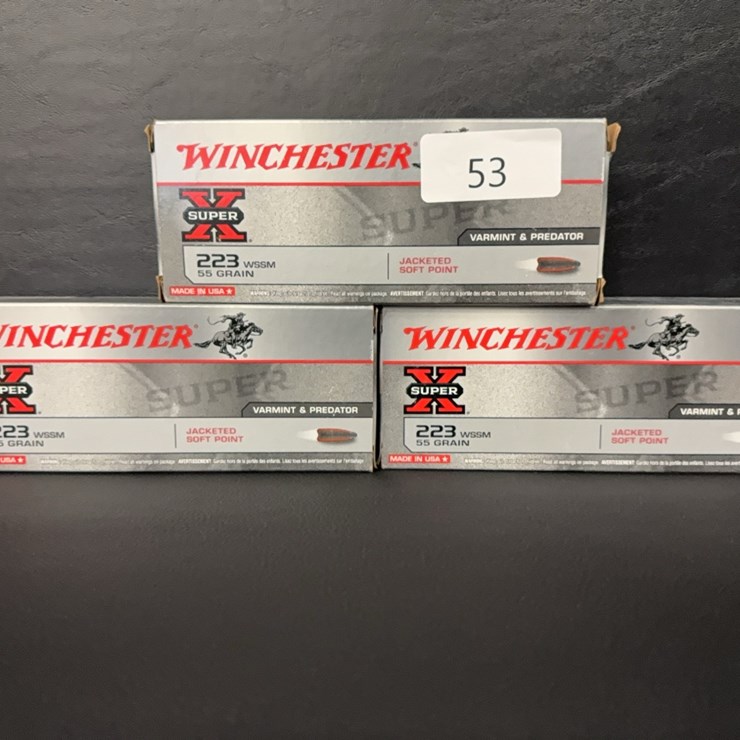 WINCHESTER
53
X
SUPER
SUPER
VARMINT & PREDATOR
223 WSSM
55 GRAIN
JACKETED
SOFT POINT
MADE IN USA ★
WINCHESTER
X
SUPER
VARMINT & PREDATOR
223 WSSM
GRAIN
JACKETED
SOFT POINT
USA ★
WINCHESTER
X
SUPER
SUPER
VARMINT &
223 WSSM
55 GRAIN
JACKETED
SOFT POINT
MADE IN USA ★